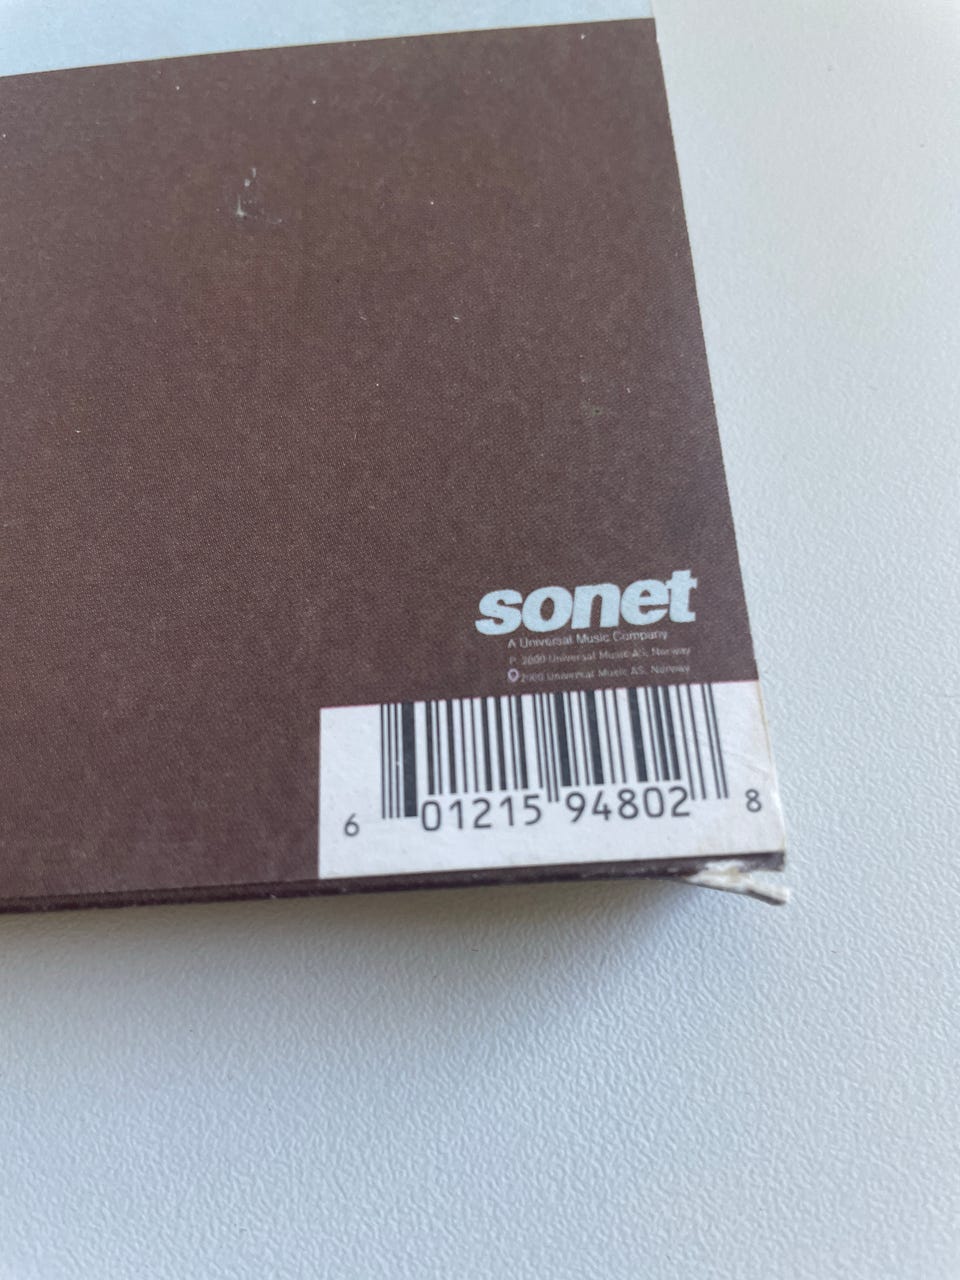 sonet
A Universal Music Company
P. 2000 Universal Music AS, Norway
2000 Universal Music AS, Norway
6 01215 94802 8